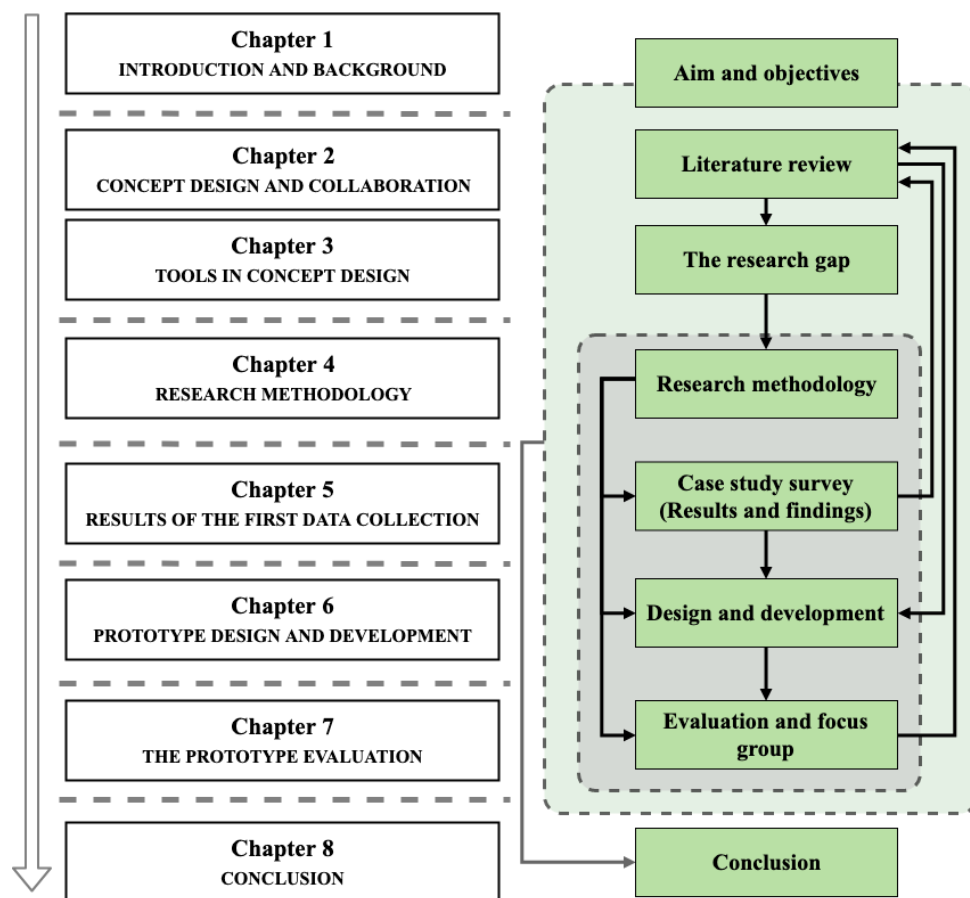 Chapter 1
INTRODUCTION AND BACKGROUND
Chapter 2
CONCEPT DESIGN AND COLLABORATION
Chapter 3
TOOLS IN CONCEPT DESIGN
Chapter 4
RESEARCH METHODOLOGY
Chapter 5
RESULTS OF THE FIRST DATA COLLECTION
Chapter 6
PROTOTYPE DESIGN AND DEVELOPMENT
Chapter 7
THE PROTOTYPE EVALUATION
Chapter 8
CONCLUSION
Aim and objectives
Literature review
The research gap
Research methodology
Case study survey
(Results and findings)
Design and development
Evaluation and focus
group
Conclusion